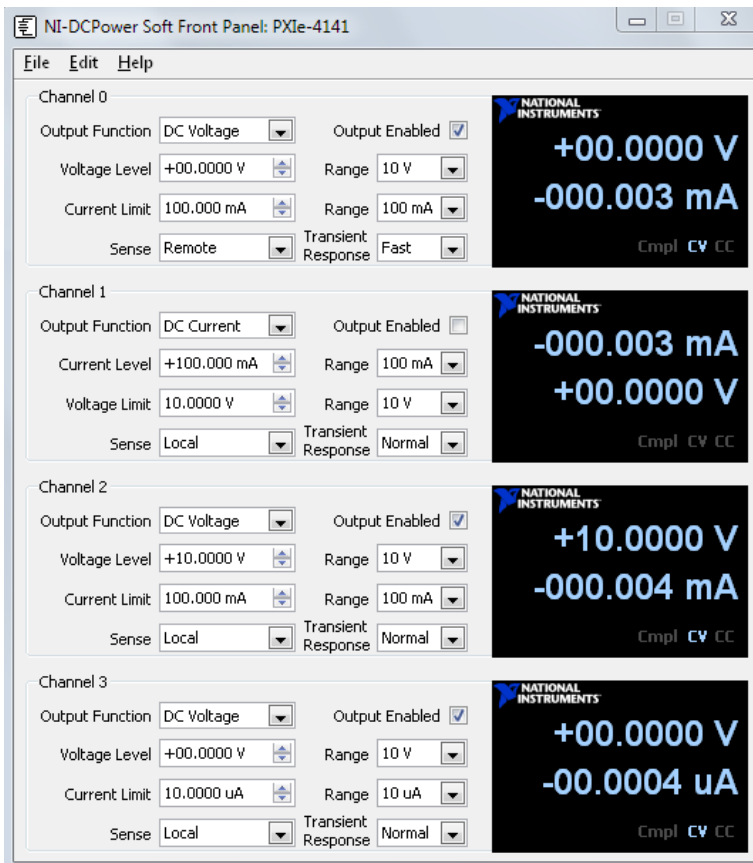 NI-DCPower Soft Front Panel: PXIe-4141
File Edit Help
Channel 0
Output Function DC Voltage Output Enabled
Voltage Level +00.0000 V Range 10 V
Current Limit 100.000 mA Range 100 mA
Sense Remote Transient Response Fast
NATIONAL INSTRUMENTS
+00.0000 V
-000.003 mA
Cmpl CV CC
Channel 1
Output Function DC Current Output Enabled
Current Level +100.000 mA Range 100 mA
Voltage Limit 10.0000 V Range 10 V
Sense Local Transient Response Normal
NATIONAL INSTRUMENTS
-000.003 mA
+00.0000 V
Cmpl CV CC
Channel 2
Output Function DC Voltage Output Enabled
Voltage Level +10.0000 V Range 10 V
Current Limit 100.000 mA Range 100 mA
Sense Local Transient Response Normal
NATIONAL INSTRUMENTS
+10.0000 V
-000.004 mA
Cmpl CV CC
Channel 3
Output Function DC Voltage Output Enabled
Voltage Level +00.0000 V Range 10 V
Current Limit 10.0000 uA Range 10 uA
Sense Local Transient Response Normal
NATIONAL INSTRUMENTS
+00.0000 V
-00.0004 uA
Cmpl CV CC